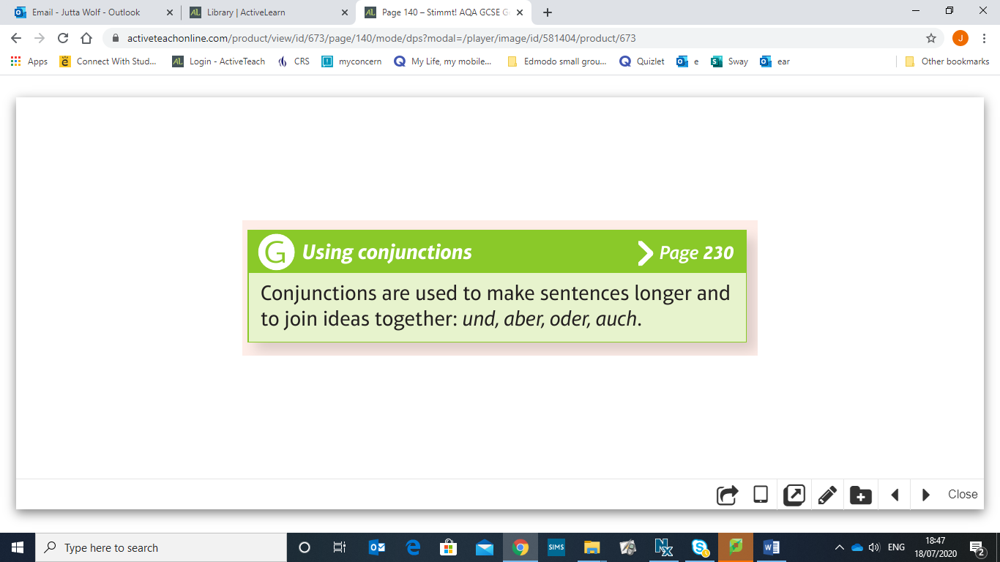 Email - Jutta Wolf - Outlook
Library | ActiveLearn
Page 140 – Stimmt! AQA GCSE G
activeteachonline.com/product/view/id/673/page/140/mode/dps?modal=/player/image/id/581404/product/673
J
Apps
Connect With Stud...
Login - ActiveTeach
CRS
myconcern
My Life, my mobile...
Edmodo small grou...
Quizlet
e
Sway
ear
Other bookmarks
G Using conjunctions
Page 230
Conjunctions are used to make sentences longer and
to join ideas together: und, aber, oder, auch.
Close
Type here to search
SIMS
ENG
18:47
18/07/2020
2